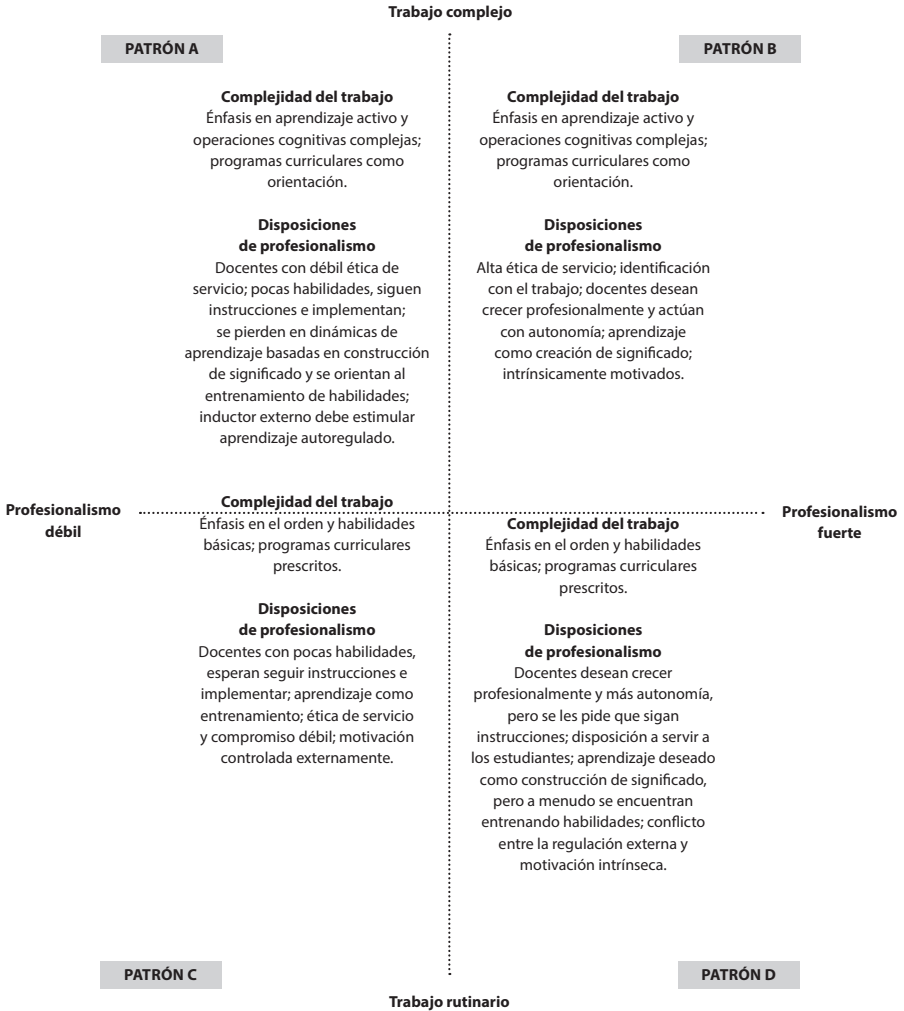 Trabajo complejo
PATRÓN A
PATRÓN B
Complejidad del trabajo
Énfasis en aprendizaje activo y
operaciones cognitivas complejas;
programas curriculares como
orientación.
Disposiciones
de profesionalismo
Docentes con débil ética de
servicio; pocas habilidades, siguen
instrucciones e implementan;
se pierden en dinámicas de
aprendizaje basadas en construcción
de significado y se orientan al
entrenamiento de habilidades;
inductor externo debe estimular
aprendizaje autoregulado.
Complejidad del trabajo
Énfasis en aprendizaje activo y
operaciones cognitivas complejas;
programas curriculares como
orientación.
Disposiciones
de profesionalismo
Alta ética de servicio; identificación
con el trabajo; docentes desean
crecer profesionalmente y actúan
con autonomía; aprendizaje
como creación de significado;
intrínsicamente motivados.
Profesionalismo
débil
Profesionalismo
fuerte
Complejidad del trabajo
Énfasis en el orden y habilidades
básicas; programas curriculares
prescritos.
Disposiciones
de profesionalismo
Docentes con pocas habilidades,
esperan seguir instrucciones e
implementar; aprendizaje como
entrenamiento; ética de servicio
y compromiso débil; motivación
controlada externamente.
Complejidad del trabajo
Énfasis en el orden y habilidades
básicas; programas curriculares
prescritos.
Disposiciones
de profesionalismo
Docentes desean crecer
profesionalmente y más autonomía,
pero se les pide que sigan
instrucciones; disposición a servir a
los estudiantes; aprendizaje deseado
como construcción de significado,
pero a menudo se encuentran
entrenando habilidades; conflicto
entre la regulación externa y
motivación intrínseca.
PATRÓN C
PATRÓN D
Trabajo rutinario